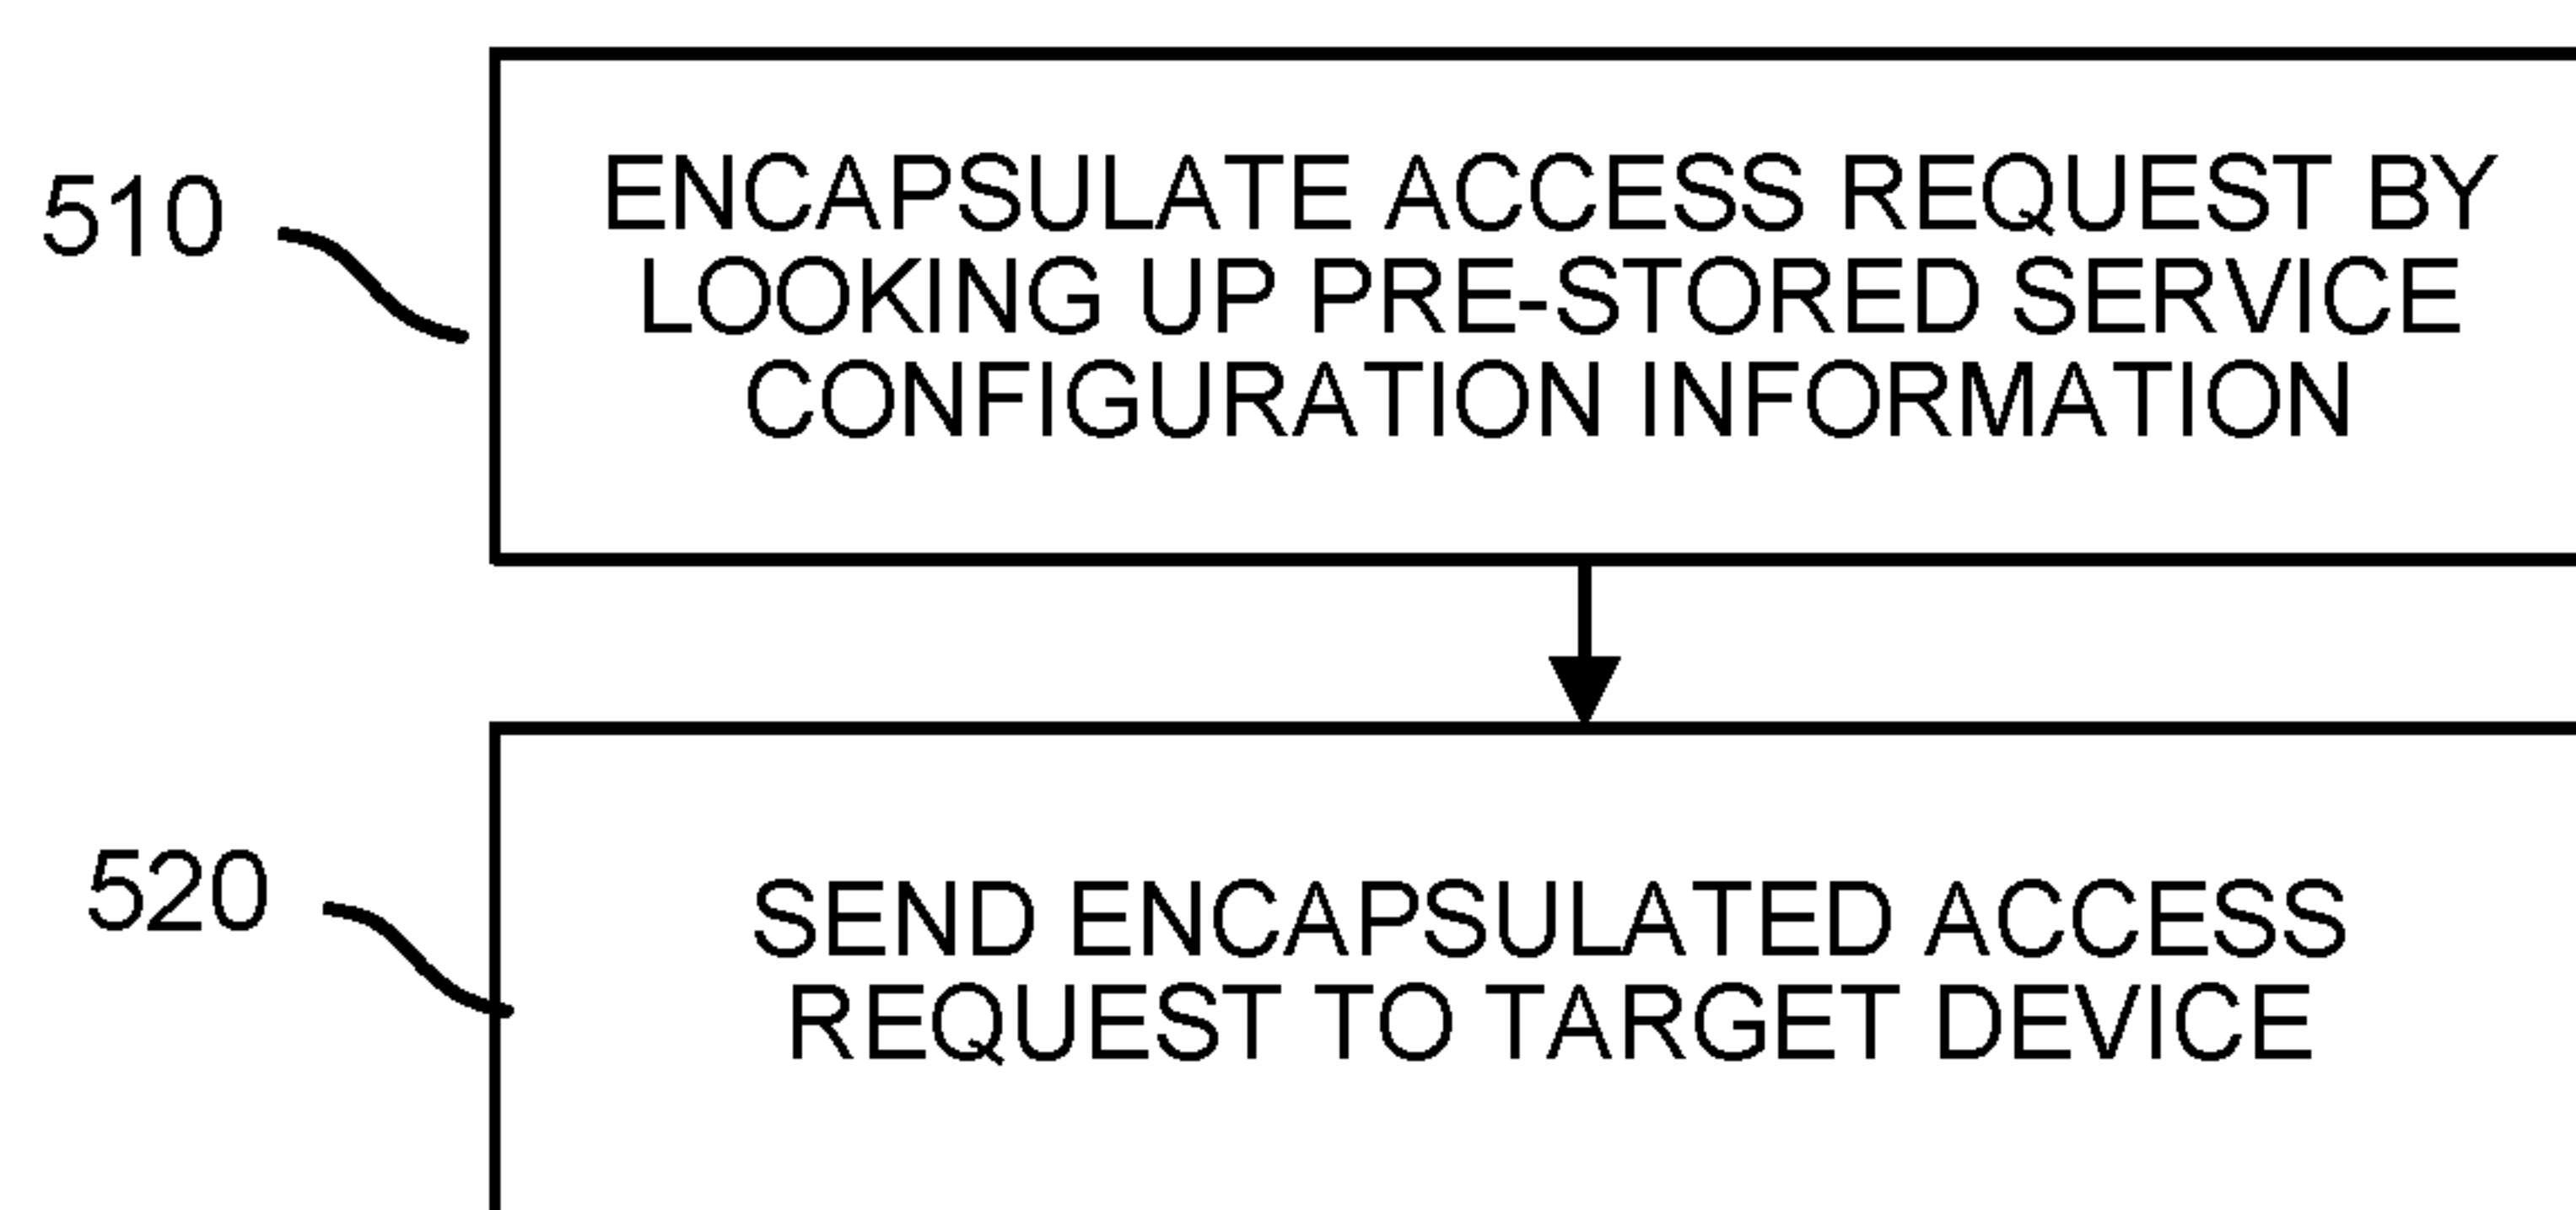 510
ENCAPSULATE ACCESS REQUEST BY
LOOKING UP PRE-STORED SERVICE
CONFIGURATION INFORMATION
520
SEND ENCAPSULATED ACCESS
REQUEST TO TARGET DEVICE